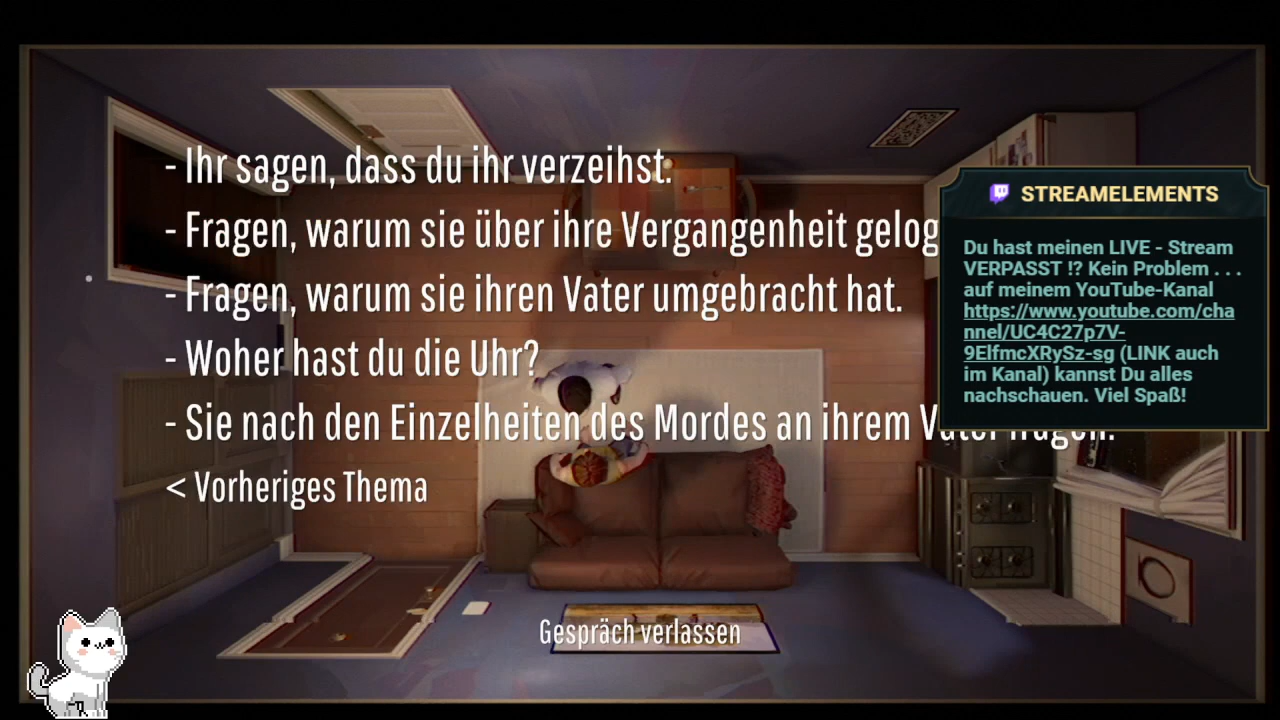 - Ihr sagen, dass du ihr verzeihst.
- Fragen, warum sie über ihre Vergangenheit gelog
- Fragen, warum sie ihren Vater umgebracht hat.
- Woher hast du die Uhr?
- Sie nach den Einzelheiten des Mordes an ihrem Vater fragen.
< Vorheriges Thema
Gespräch verlassen
STREAMELEMENTS
Du hast meinen LIVE - Stream
VERPASST !? Kein Problem . . .
auf meinem YouTube-Kanal
https://www.youtube.com/cha
nnel/UC4C27p7V-
9ElfmcXRySz-sg (LINK auch
im Kanal) kannst Du alles
nachschauen. Viel Spaß!